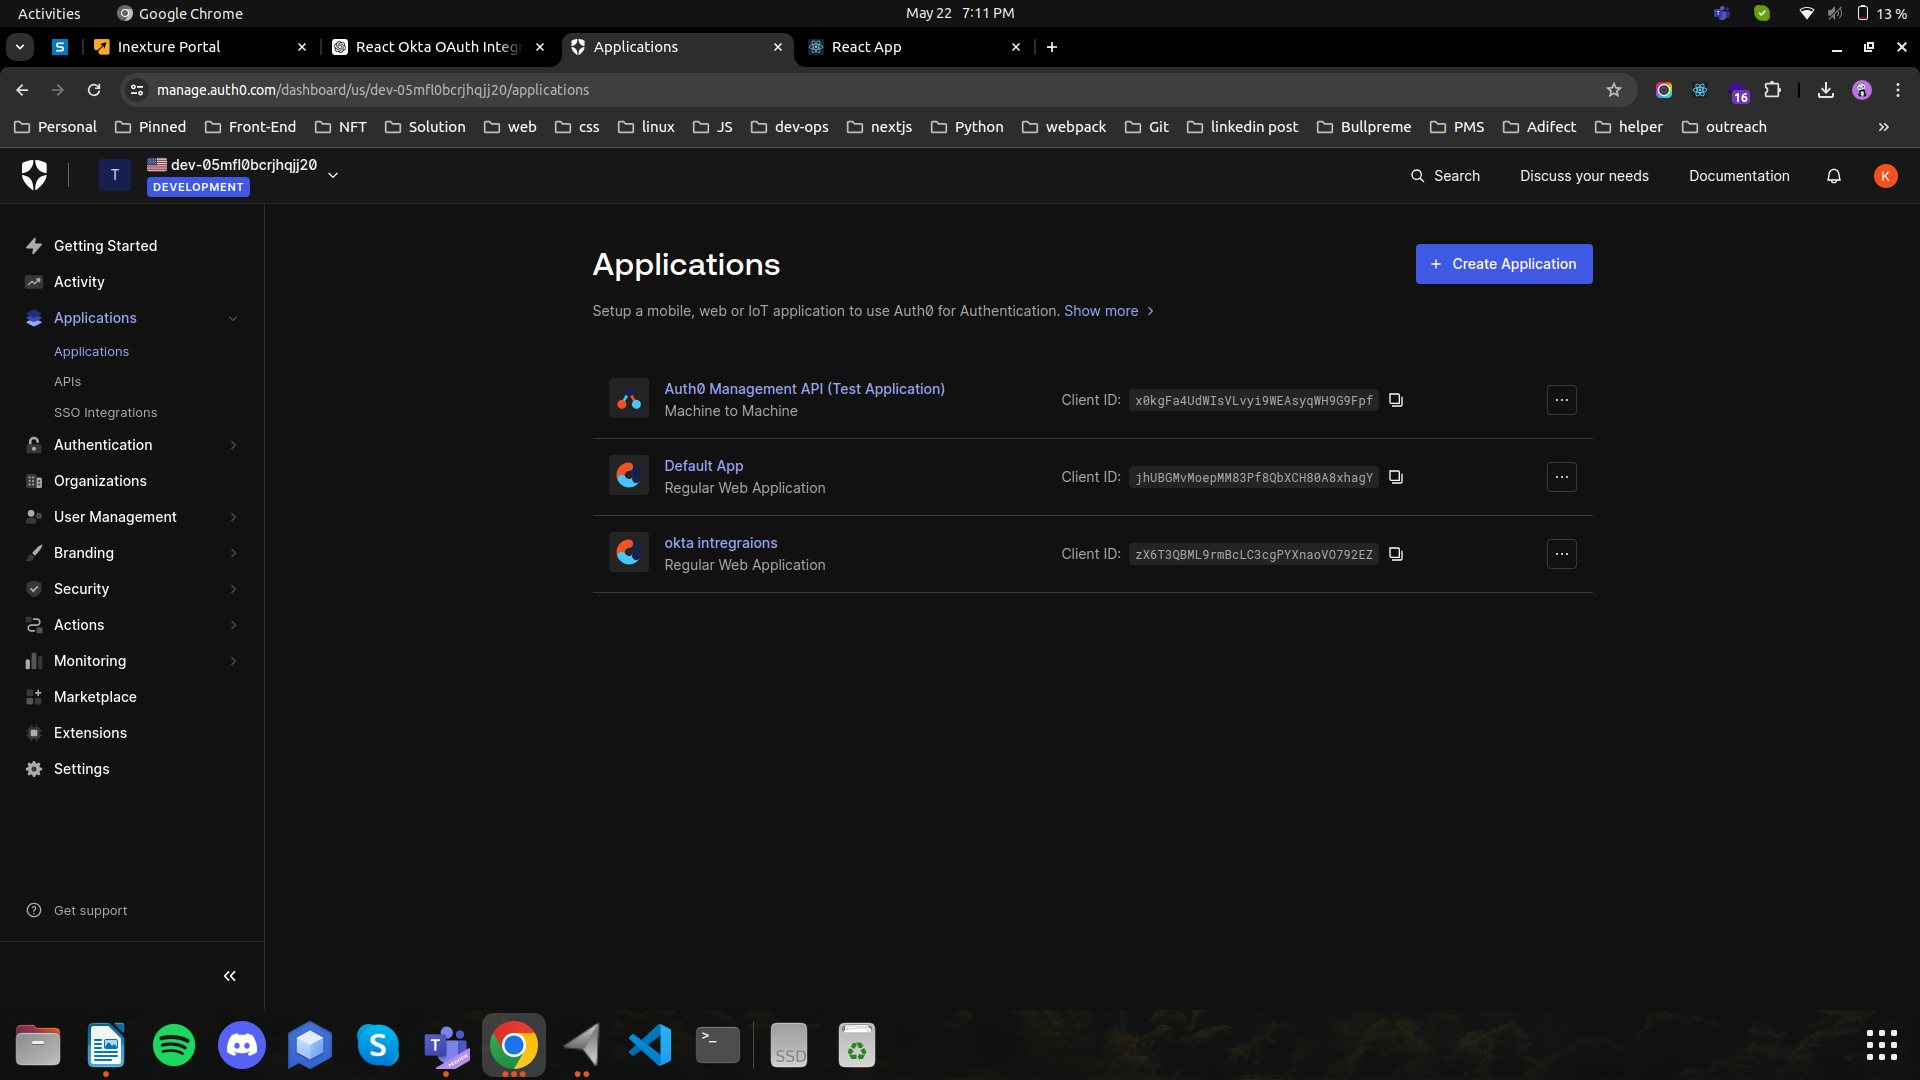 Activities
Google Chrome
May 22 7:11 PM
13 %
S
Inexture Portal
React Okta OAuth Integr
Applications
React App
manage.auth0.com/dashboard/us/dev-05mfl0bcrjhqjj20/applications
16
Personal
Pinned
Front-End
NFT
Solution
web
css
linux
JS
dev-ops
nextjs
Python
webpack
Git
linkedin post
Bullpreme
PMS
Adifect
helper
outreach
T
dev-05mfl0bcrjhqjj20
DEVELOPMENT
Search
Discuss your needs
Documentation
K
Getting Started
Activity
Applications
Applications
APIs
SSO Integrations
Authentication
Organizations
User Management
Branding
Security
Actions
Monitoring
Marketplace
Extensions
Settings
Get support
Applications
+ Create Application
Setup a mobile, web or IoT application to use Auth0 for Authentication. Show more
Auth0 Management API (Test Application)
Machine to Machine
Client ID: x0kgFa4UdWIsVLvyi9WEAsyqWH9G9Fpf
Default App
Regular Web Application
Client ID: jhUBGMvMoepMM83Pf8QbXCH80A8xhagY
okta intregraions
Regular Web Application
Client ID: zX6T3QBML9rmBcLC3cgPYXnaoVO792EZ
S
T
PREVIEW
>_
SSD